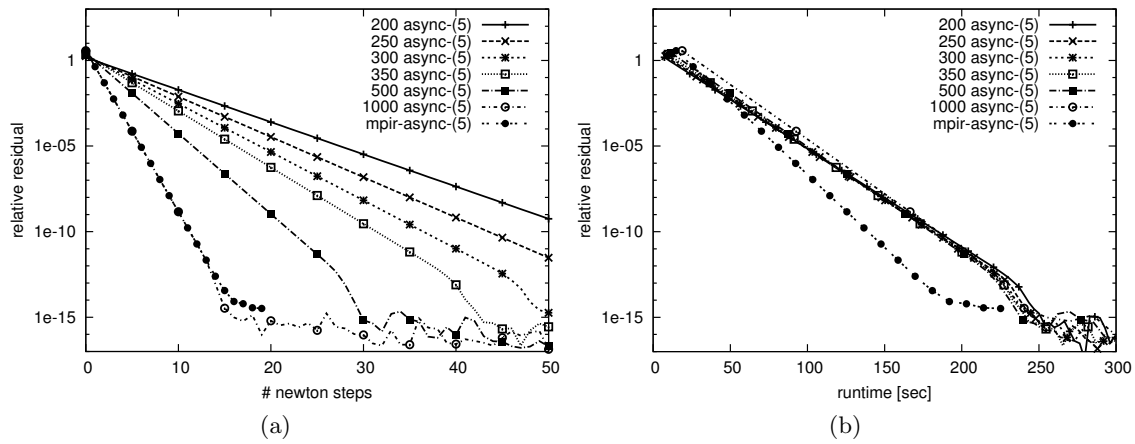 1
1e-05
1e-10
1e-15
0 10 20 30 40 50
relative residual
# newton steps
200 async-(5)
250 async-(5)
300 async-(5)
350 async-(5)
500 async-(5)
1000 async-(5)
mpir-async-(5)
(a)
1
1e-05
1e-10
1e-15
0 50 100 150 200 250 300
relative residual
runtime [sec]
200 async-(5)
250 async-(5)
300 async-(5)
350 async-(5)
500 async-(5)
1000 async-(5)
mpir-async-(5)
(b)